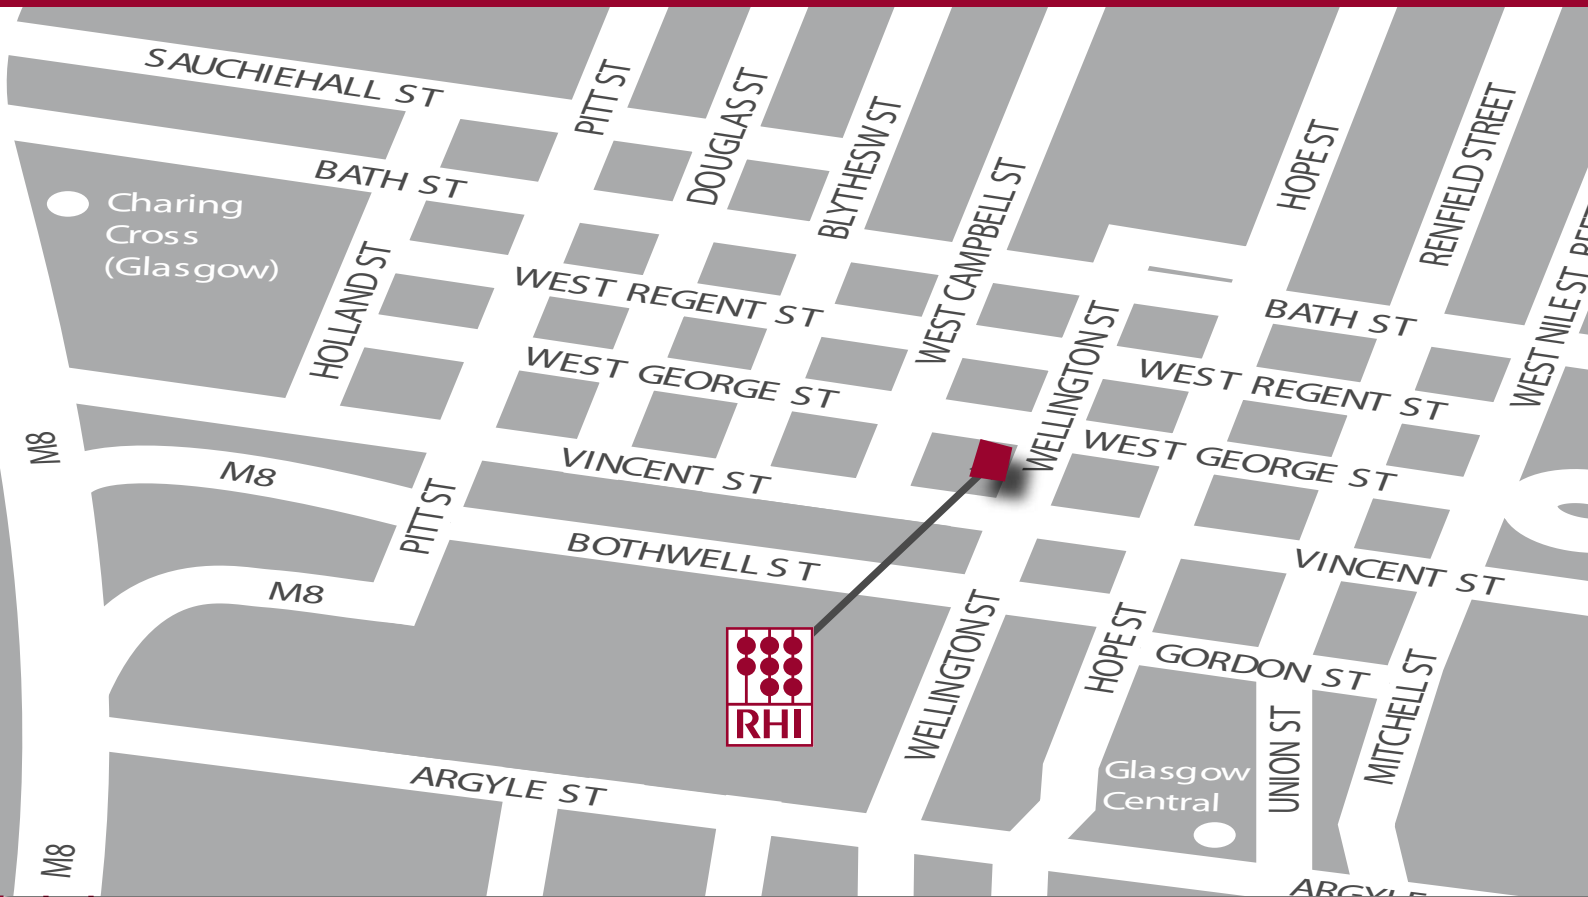 SAUCHIEHALL ST
PITT ST
DOUGLAS ST
BLYTHESW ST
WEST CAMPBELL ST
HOPE ST
RENFIELD STREET
BATH ST
Charing
Cross
(Glasgow)
HOLLAND ST
WEST REGENT ST
WEST GEORGE ST
WELLINGTON ST
BATH ST
WEST NILE ST
WEST REGENT ST
WEST GEORGE ST
M8
M8
VINCENT ST
PITT ST
BOTHWELL ST
VINCENT ST
M8
WELLINGTON ST
HOPE ST
GORDON ST
MITCHELL ST
UNION ST
RHI
Glasgow
Central
ARGYLE ST
M8